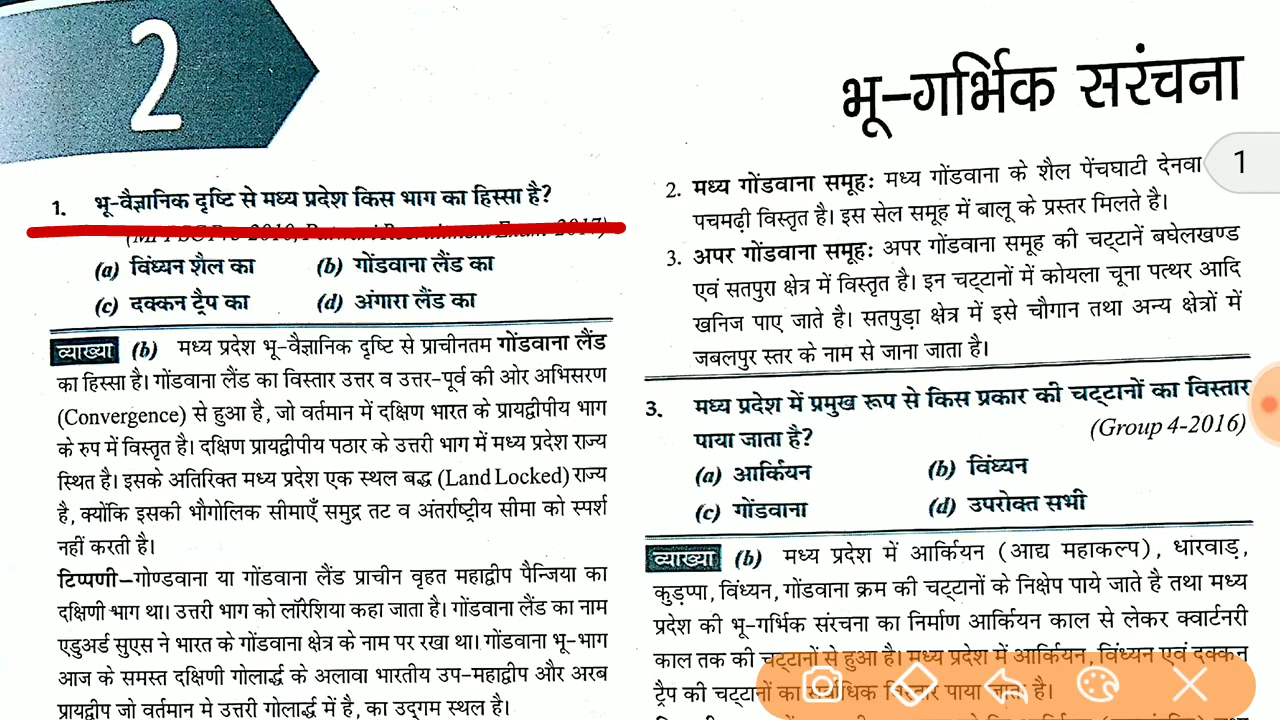 2
भू-गर्भिक सरंचना
1
1. भू-वैज्ञानिक दृष्टि से मध्य प्रदेश किस भाग का हिस्सा है?
(a) विंध्यन शैल का (b) गोंडवाना लैंड का
(c) दक्कन ट्रैप का (d) अंगारा लैंड का
व्याख्या (b) मध्य प्रदेश भू-वैज्ञानिक दृष्टि से प्राचीनतम गोंडवाना लैंड
का हिस्सा है। गोंडवाना लैंड का विस्तार उत्तर व उत्तर-पूर्व की ओर अभिसरण
(Convergence) से हुआ है, जो वर्तमान में दक्षिण भारत के प्रायद्वीपीय भाग
के रुप में विस्तृत है। दक्षिण प्रायद्वीपीय पठार के उत्तरी भाग में मध्य प्रदेश राज्य
स्थित है। इसके अतिरिक्त मध्य प्रदेश एक स्थल बद्ध (Land Locked) राज्य
है, क्योंकि इसकी भौगोलिक सीमाएँ समुद्र तट व अंतर्राष्ट्रीय सीमा को स्पर्श
नहीं करती है।
टिप्पणी–गोण्डवाना या गोंडवाना लैंड प्राचीन वृहत महाद्वीप पैन्जिया का
दक्षिणी भाग था। उत्तरी भाग को लॉरेशिया कहा जाता है। गोंडवाना लैंड का नाम
एडुअर्ड सुएस ने भारत के गोंडवाना क्षेत्र के नाम पर रखा था। गोंडवाना भू-भाग
आज के समस्त दक्षिणी गोलार्द्ध के अलावा भारतीय उप-महाद्वीप और अरब
प्रायद्वीप जो वर्तमान मे उत्तरी गोलार्द्ध में है, का उद्गम स्थल है।
2. मध्य गोंडवाना समूहः मध्य गोंडवाना के शैल पेंचघाटी देनवा
पचमढ़ी विस्तृत है। इस सेल समूह में बालू के प्रस्तर मिलते है।
3. अपर गोंडवाना समूहः अपर गोंडवाना समूह की चट्टानें बघेलखण्ड
एवं सतपुरा क्षेत्र में विस्तृत है। इन चट्टानों में कोयला चूना पत्थर आदि
खनिज पाए जाते है। सतपुड़ा क्षेत्र में इसे चौगान तथा अन्य क्षेत्रों में
जबलपुर स्तर के नाम से जाना जाता है।
3. मध्य प्रदेश में प्रमुख रूप से किस प्रकार की चट्टानों का विस्तार
पाया जाता है? (Group 4-2016)
(a) आर्कियन (b) विंध्यन
(c) गोंडवाना (d) उपरोक्त सभी
व्याख्या (b) मध्य प्रदेश में आर्कियन (आद्य महाकल्प), धारवाड़,
कुड़प्पा, विंध्यन, गोंडवाना क्रम की चट्टानों के निक्षेप पाये जाते है तथा मध्य
प्रदेश की भू-गर्भिक संरचना का निर्माण आर्कियन काल से लेकर क्वार्टनरी
काल तक की चट्टानों से हुआ है। मध्य प्रदेश में आर्कियन, विंध्यन एवं दक्कन
ट्रैप की चट्टानों का सर्वाधिक विस्तार पाया जाता है।